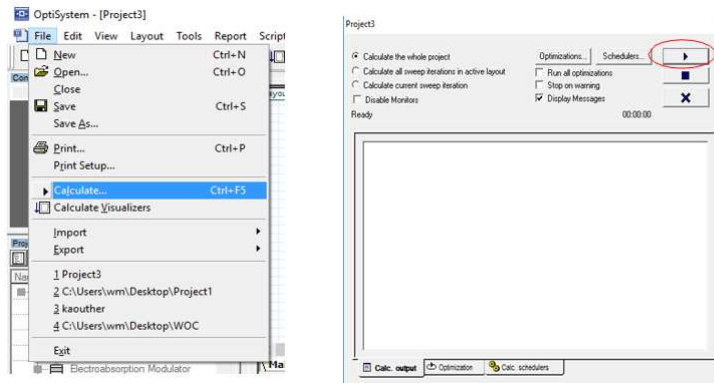 OptiSystem - [Project3]
File Edit View Layout Tools Report Script
New Ctrl+N
Open... Ctrl+O
Close
Save Ctrl+S
Save As...
Print... Ctrl+P
Print Setup...
Calculate... Ctrl+F5
Calculate Visualizers
Import
Export
1 Project3
2 C:\Users\wm\Desktop\Project1
3 kaouther
4 C:\Users\wm\Desktop\WOC
Exit
Electroabsorption Modulator
Project3
Calculate the whole project Optimizations... Schedulers...
Calculate all sweep iterations in active layout Run all optimizations
Calculate current sweep iteration Stop on warning
Disable Monitors Display Messages
Ready 00:00:00
Calc. output Optimization Calc. schedulers